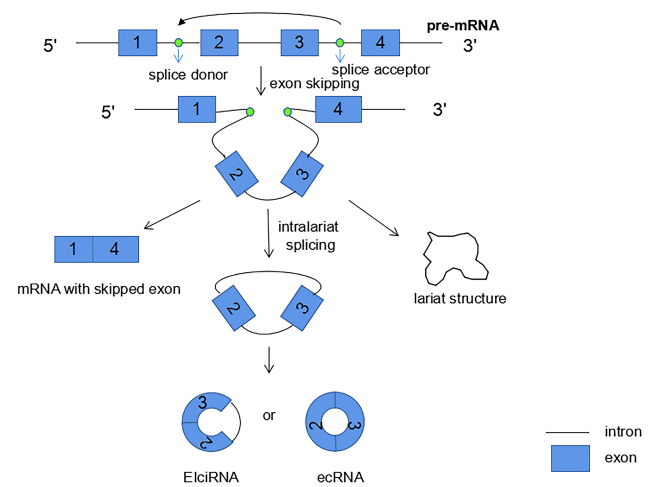 pre-mRNA
5' 1 2 3 4 3'
splice donor splice acceptor
exon skipping
5' 1 4 3'
2 3
intralariat
splicing
1 4
mRNA with skipped exon
lariat structure
2 3
3 2 or 2 3
EIciRNA ecRNA
intron
exon